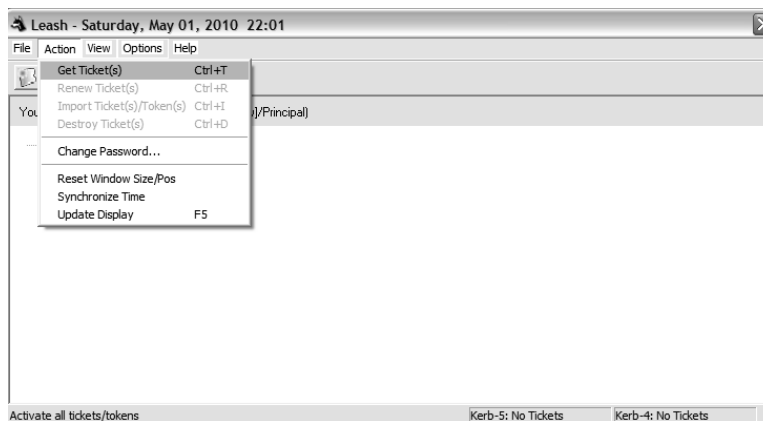 Leash - Saturday, May 01, 2010 22:01
File Action View Options Help
Get Ticket(s) Ctrl+T
Renew Ticket(s) Ctrl+R
Import Ticket(s)/Token(s) Ctrl+I
Destroy Ticket(s) Ctrl+D
Change Password...
Reset Window Size/Pos
Synchronize Time
Update Display F5
/Principal)
Activate all tickets/tokens Kerb-5: No Tickets Kerb-4: No Tickets